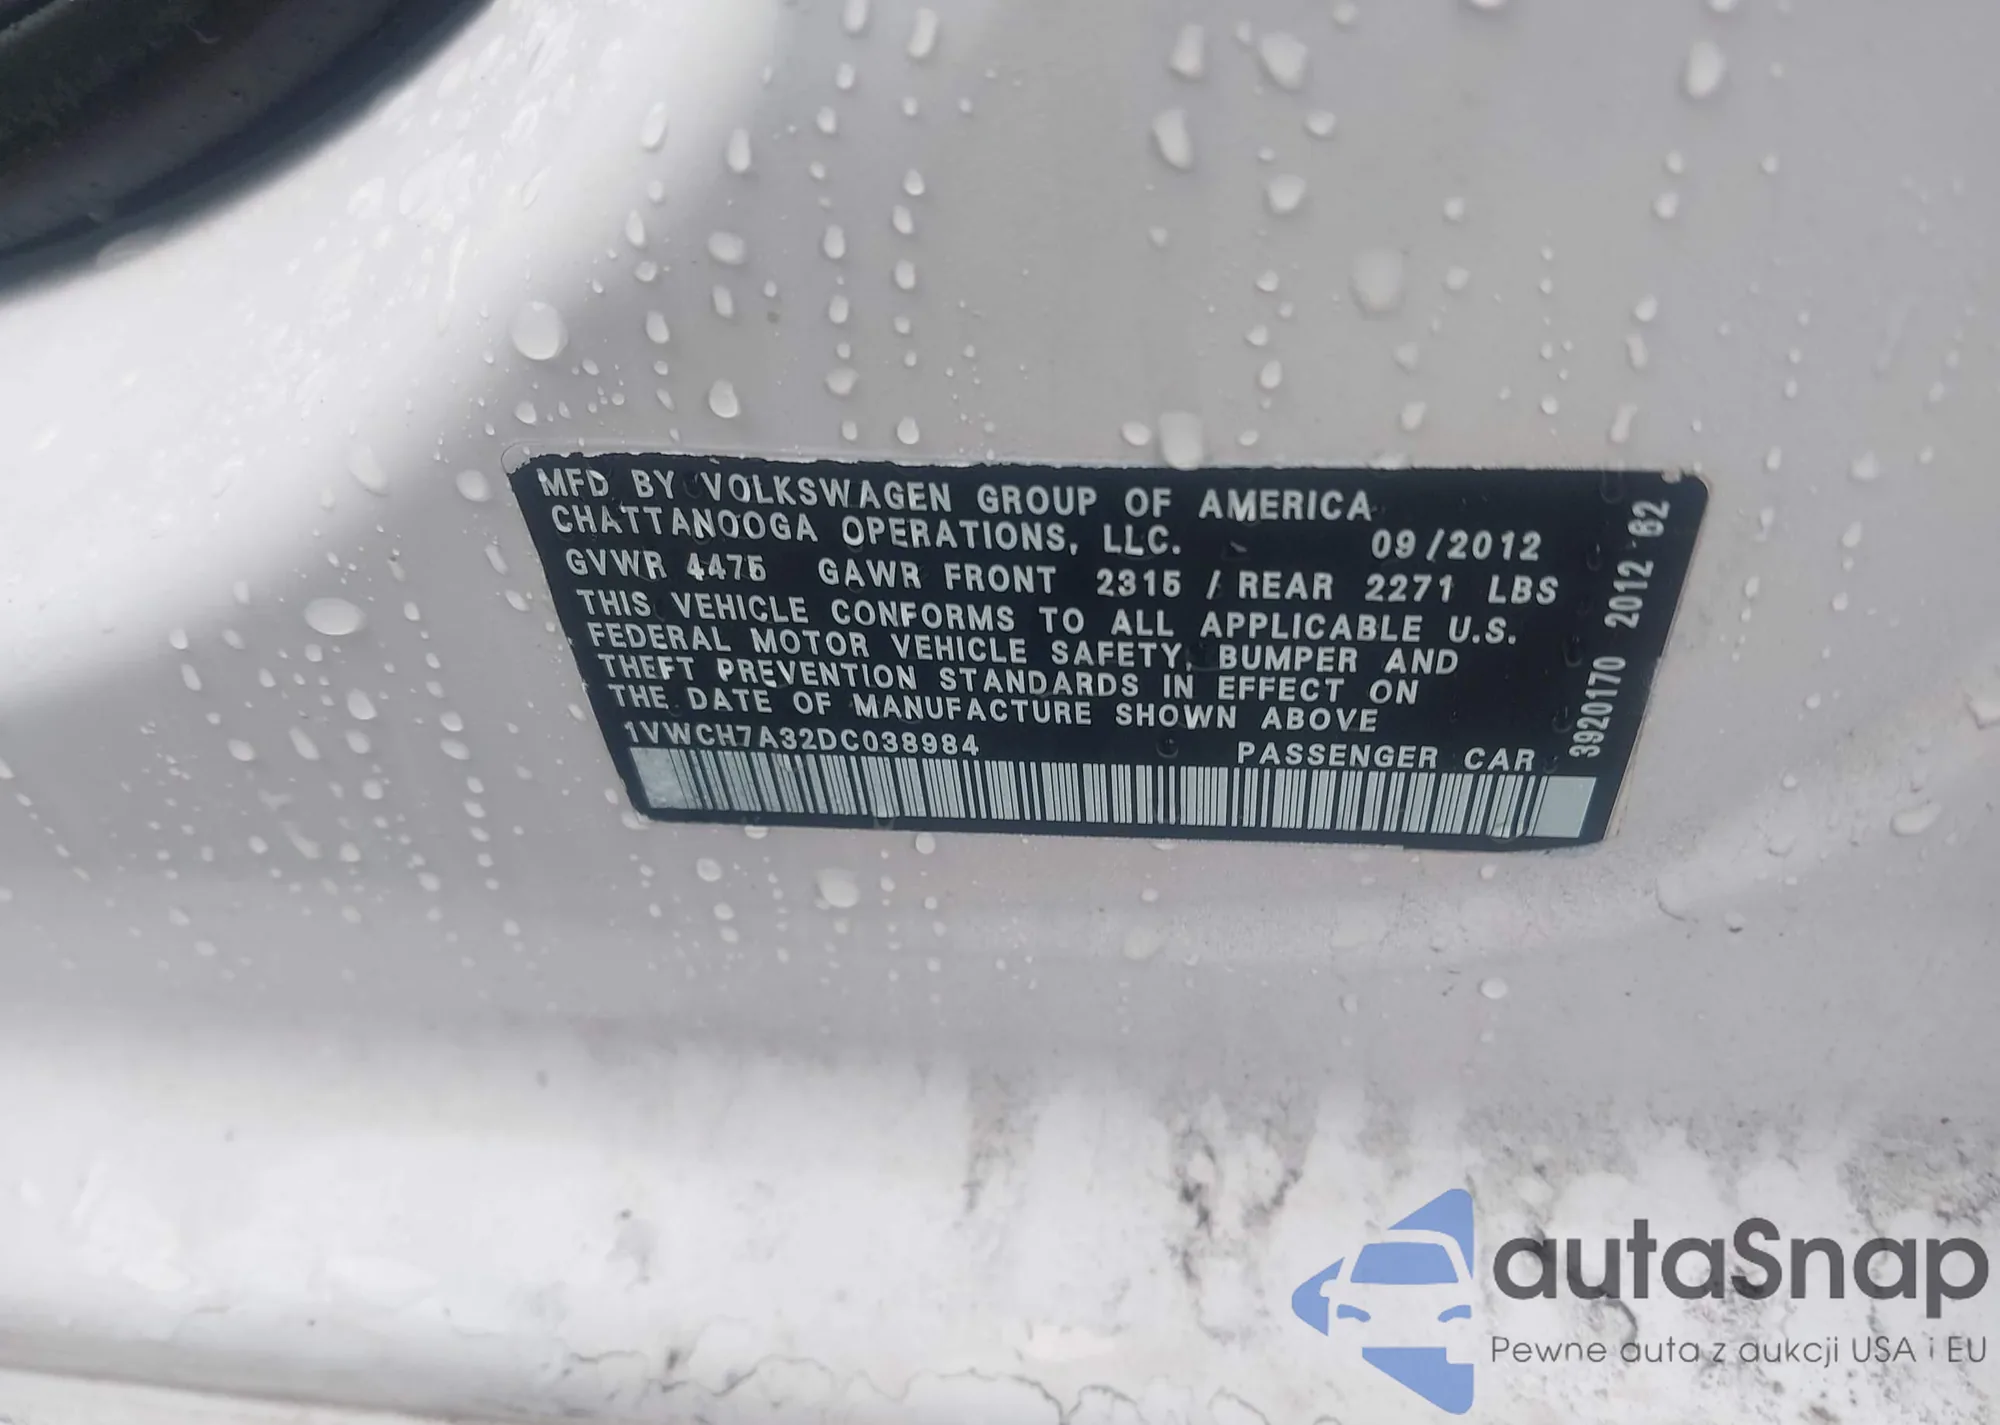 MFD BY VOLKSWAGEN GROUP OF AMERICA
CHATTANOOGA OPERATIONS, LLC. 09/2012
GVWR 4475 GAWR FRONT 2315 / REAR 2271 LBS
THIS VEHICLE CONFORMS TO ALL APPLICABLE U.S.
FEDERAL MOTOR VEHICLE SAFETY, BUMPER AND
THEFT PREVENTION STANDARDS IN EFFECT ON
THE DATE OF MANUFACTURE SHOWN ABOVE
1VWCH7A32DC038984 PASSENGER CAR
3920170 2012 82
autaSnap
Pewne auta z aukcji USA i EU